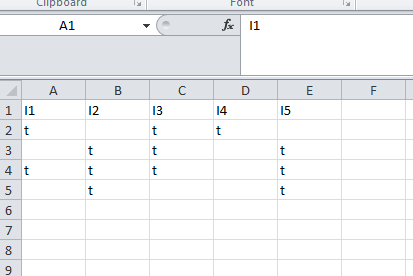 Clipboard Font
A1 fx I1
A B C D E F
1 I1 I2 I3 I4 I5
2 t t t
3 t t t
4 t t t t
5 t t
6
7
8
9